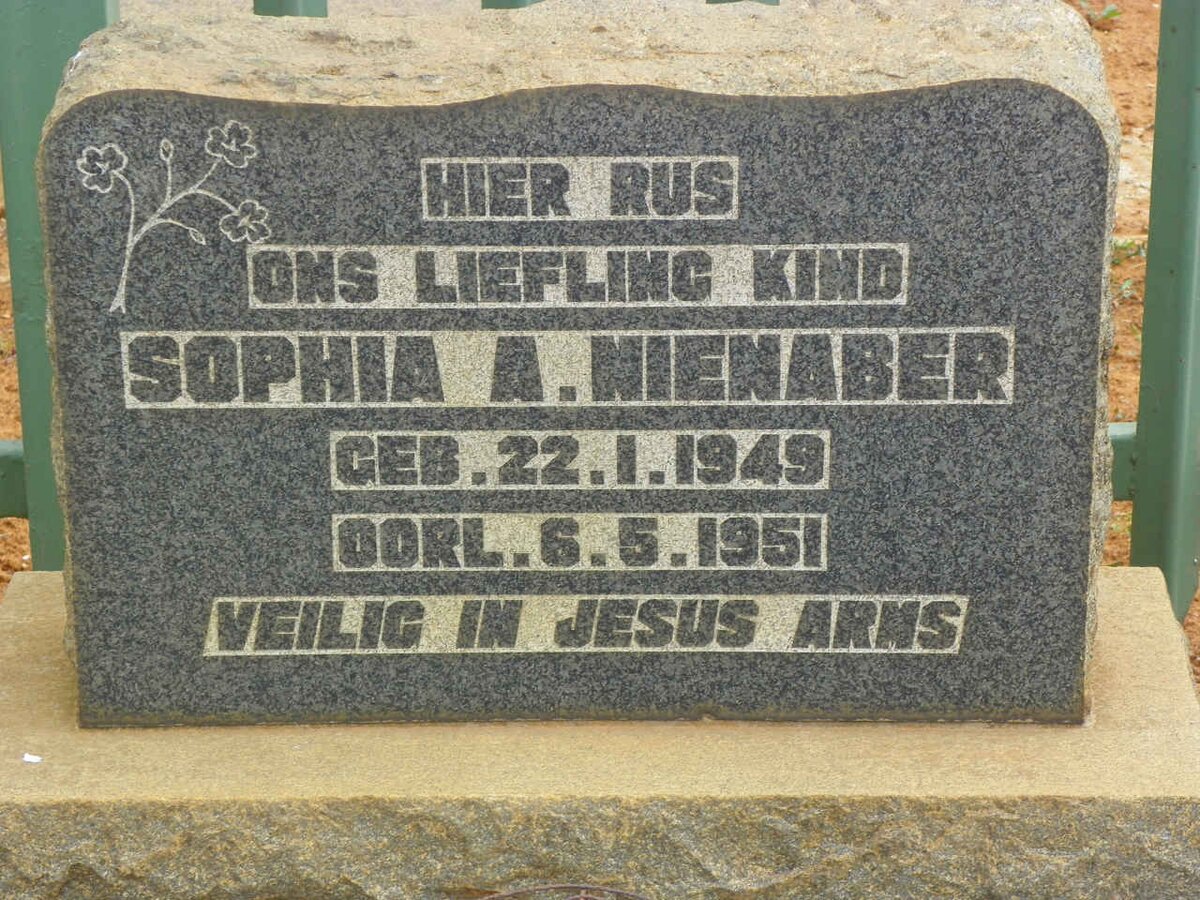 HIER RUS
ONS LIEFLING KIND
SOPHIA A. NIENABER
GEB. 22.1.1949
OORL. 6.5.1951
VEILIG IN JESUS ARMS